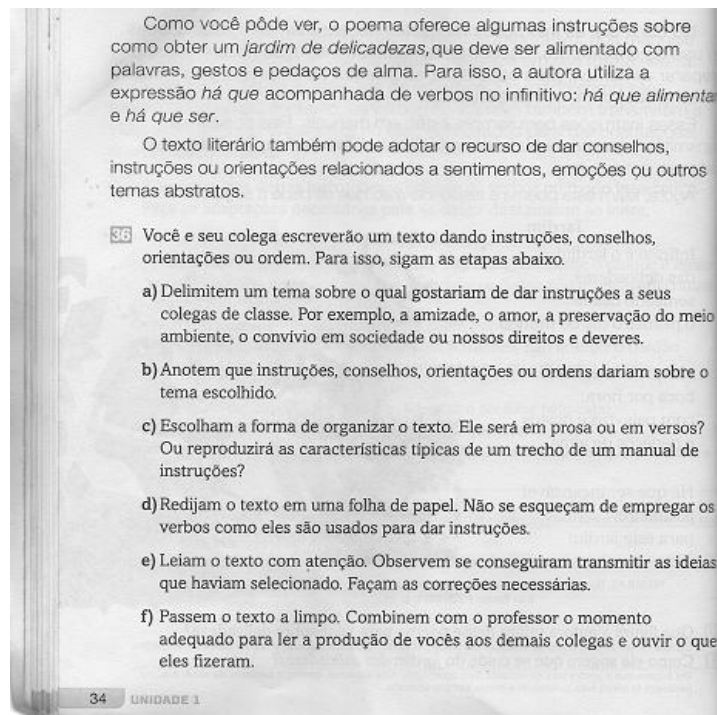 Como você pôde ver, o poema oferece algumas instruções sobre
como obter um jardim de delicadezas, que deve ser alimentado com
palavras, gestos e pedaços de alma. Para isso, a autora utiliza a
expressão há que acompanhada de verbos no infinitivo: há que alimenta
e há que ser.
O texto literário também pode adotar o recurso de dar conselhos,
instruções ou orientações relacionados a sentimentos, emoções ou outros
temas abstratos.
36 Você e seu colega escreverão um texto dando instruções, conselhos,
orientações ou ordem. Para isso, sigam as etapas abaixo.
a) Delimitem um tema sobre o qual gostariam de dar instruções a seus
colegas de classe. Por exemplo, a amizade, o amor, a preservação do meio
ambiente, o convívio em sociedade ou nossos direitos e deveres.
b) Anotem que instruções, conselhos, orientações ou ordens dariam sobre o
tema escolhido.
c) Escolham a forma de organizar o texto. Ele será em prosa ou em versos?
Ou reproduzirá as características típicas de um trecho de um manual de
instruções?
d) Redijam o texto em uma folha de papel. Não se esqueçam de empregar os
verbos como eles são usados para dar instruções.
e) Leiam o texto com atenção. Observem se conseguiram transmitir as ideias
que haviam selecionado. Façam as correções necessárias.
f) Passem o texto a limpo. Combinem com o professor o momento
adequado para ler a produção de vocês aos demais colegas e ouvir o que
eles fizeram.
34 UNIDADE 1